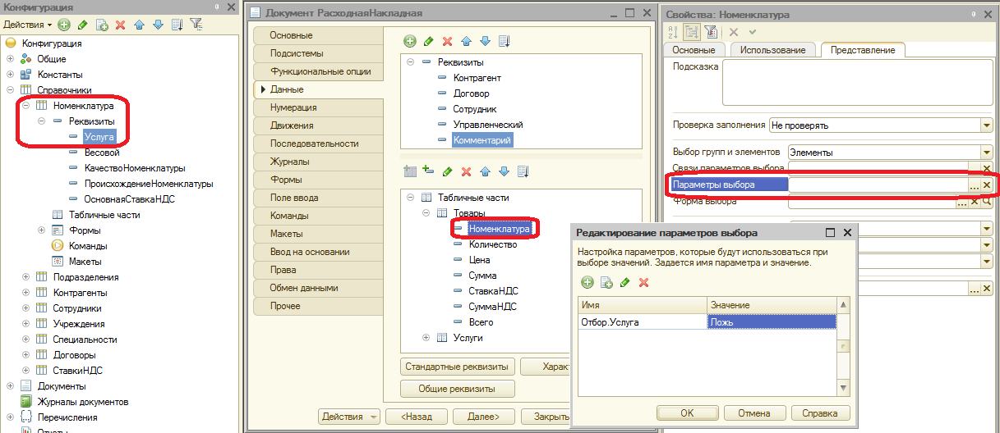 Конфигурация
Действия
Конфигурация
Общие
Константы
Справочники
Номенклатура
Реквизиты
Услуга
Весовой
КачествоНоменклатуры
ПроисхождениеНоменклатуры
ОсновнаяСтавкаНДС
Табличные части
Формы
Команды
Макеты
Подразделения
Контрагенты
Сотрудники
Учреждения
Специальности
Договоры
СтавкиНДС
Документы
Журналы документов
Перечисления
Отчеты
Документ РасходнаяНакладная
Основные
Подсистемы
Функциональные опции
Данные
Нумерация
Движения
Последовательности
Журналы
Формы
Поле ввода
Команды
Макеты
Ввод на основании
Права
Обмен данными
Прочее
Реквизиты
Контрагент
Договор
Сотрудник
Управленческий
Комментарий
Табличные части
Товары
Номенклатура
Количество
Цена
Сумма
СтавкаНДС
СуммаНДС
Всего
Услуги
Стандартные реквизиты
Харак
Общие реквизиты
Действия
<Назад
Далее>
Закрыть
Свойства: Номенклатура
Основные
Использование
Представление
Подсказка
Проверка заполнения Не проверять
Выбор групп и элементов Элементы
Связи параметров выбора
Параметры выбора
Форма выбора
Редактирование параметров выбора
Настройка параметров, которые будут использоваться при
выборе значений. Задается имя параметра и значение.
Имя Значение
Отбор.Услуга Ложь
OK
Отмена
Справка